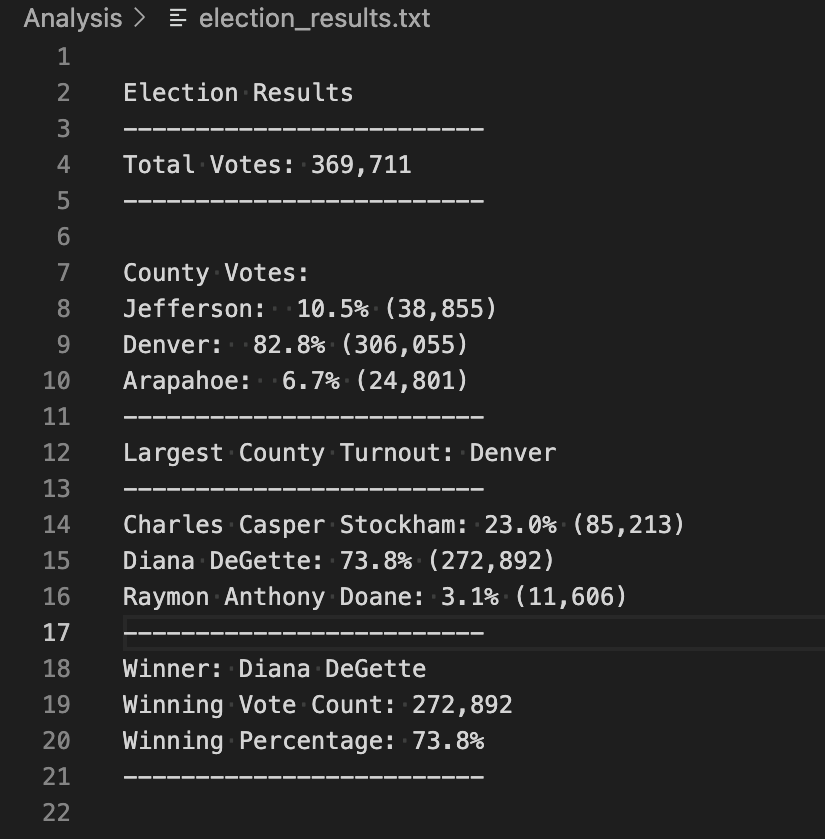 Analysis > election_results.txt
1
2 Election Results
3 -------------------------
4 Total Votes: 369,711
5 -------------------------
6
7 County Votes:
8 Jefferson:  10.5% (38,855)
9 Denver:  82.8% (306,055)
10 Arapahoe:  6.7% (24,801)
11 -------------------------
12 Largest County Turnout: Denver
13 -------------------------
14 Charles Casper Stockham: 23.0% (85,213)
15 Diana DeGette: 73.8% (272,892)
16 Raymon Anthony Doane: 3.1% (11,606)
17 -------------------------
18 Winner: Diana DeGette
19 Winning Vote Count: 272,892
20 Winning Percentage: 73.8%
21 -------------------------
22